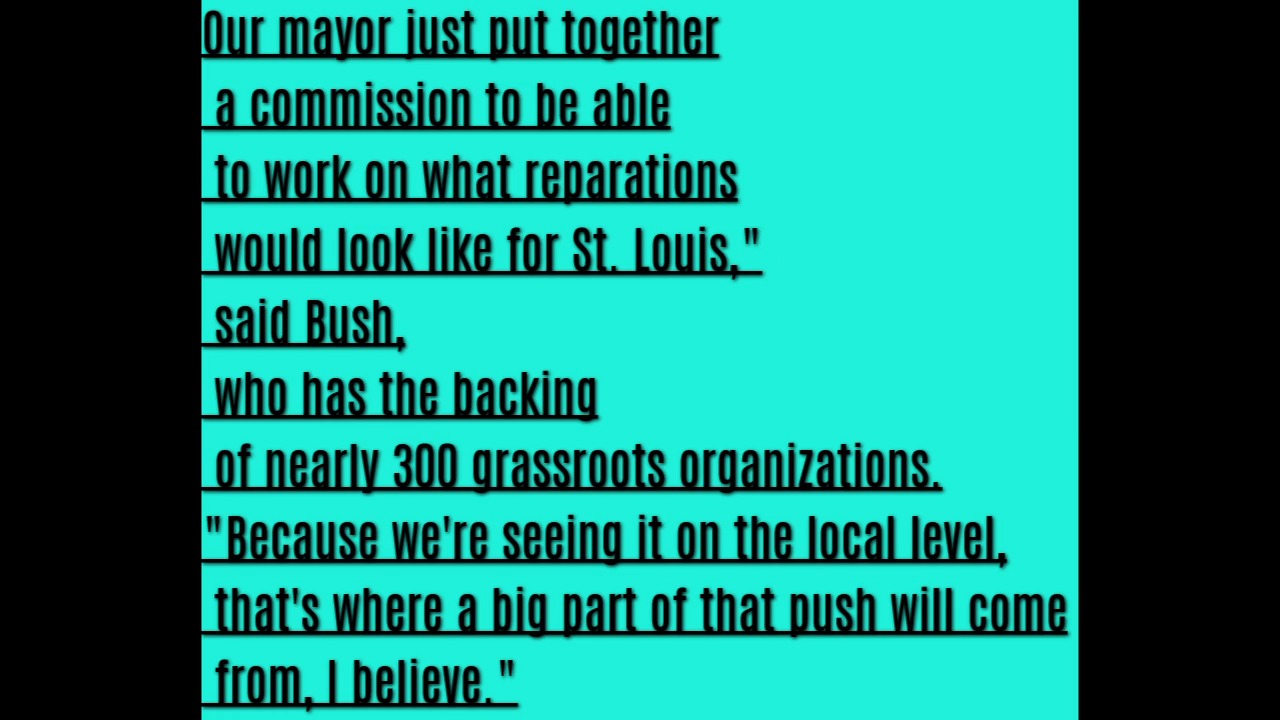 Our mayor just put together
a commission to be able
to work on what reparations
would look like for St. Louis,"
said Bush,
who has the backing
of nearly 300 grassroots organizations.
"Because we're seeing it on the local level,
that's where a big part of that push will come
from, I believe."